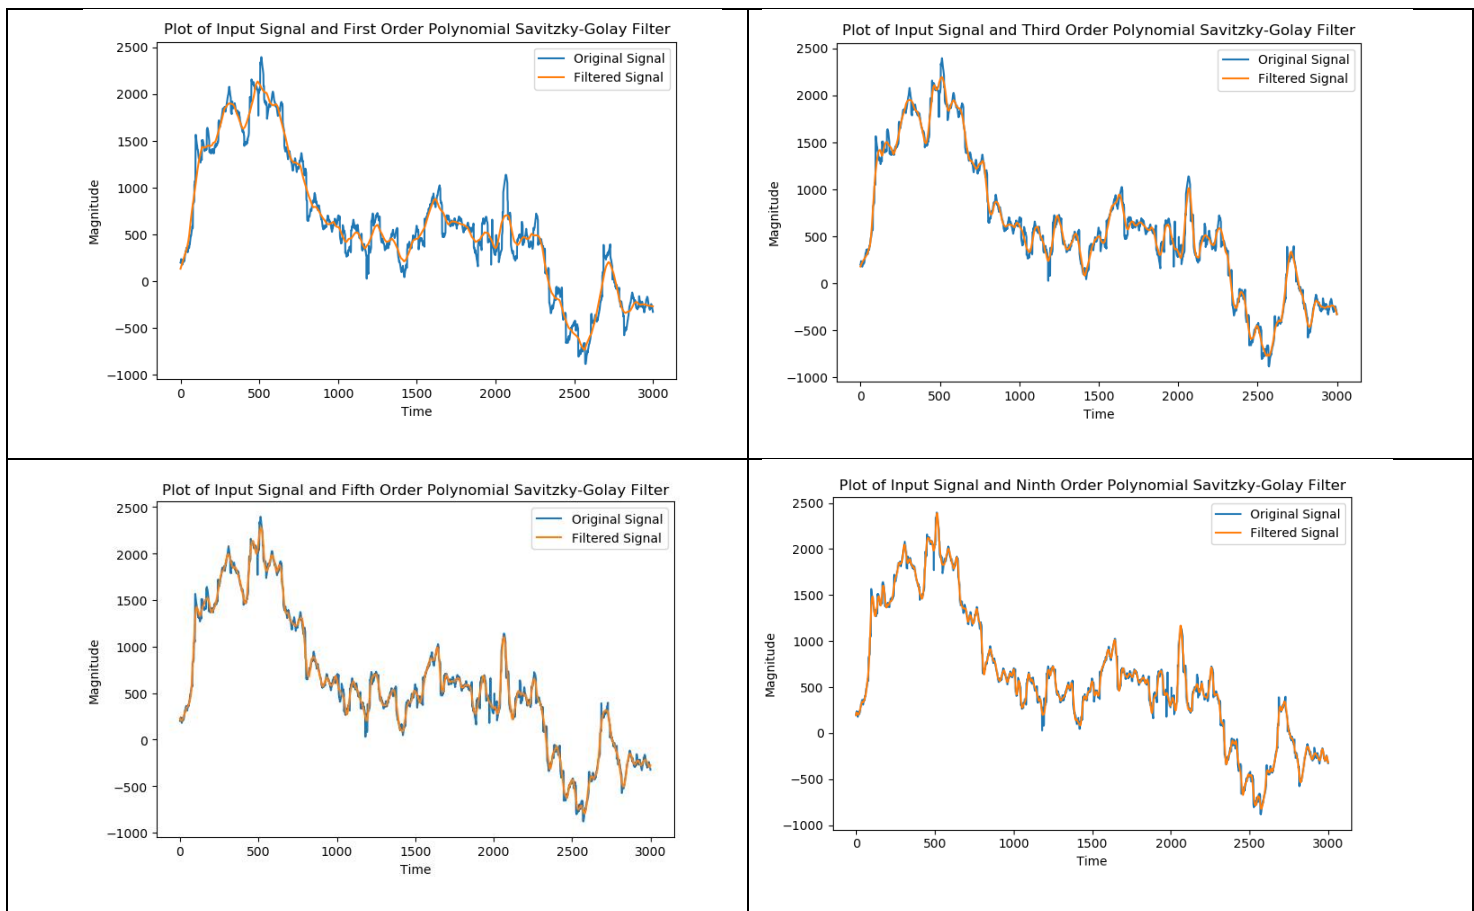 Plot of Input Signal and First Order Polynomial Savitzky-Golay Filter
Original Signal
Filtered Signal
2500
2000
1500
1000
500
0
−500
−1000
Magnitude
0 500 1000 1500 2000 2500 3000
Time
Plot of Input Signal and Third Order Polynomial Savitzky-Golay Filter
Original Signal
Filtered Signal
2500
2000
1500
1000
500
0
−500
−1000
Magnitude
0 500 1000 1500 2000 2500 3000
Time
Plot of Input Signal and Fifth Order Polynomial Savitzky-Golay Filter
Original Signal
Filtered Signal
2500
2000
1500
1000
500
0
−500
−1000
Magnitude
0 500 1000 1500 2000 2500 3000
Time
Plot of Input Signal and Ninth Order Polynomial Savitzky-Golay Filter
Original Signal
Filtered Signal
2500
2000
1500
1000
500
0
−500
−1000
Magnitude
0 500 1000 1500 2000 2500 3000
Time